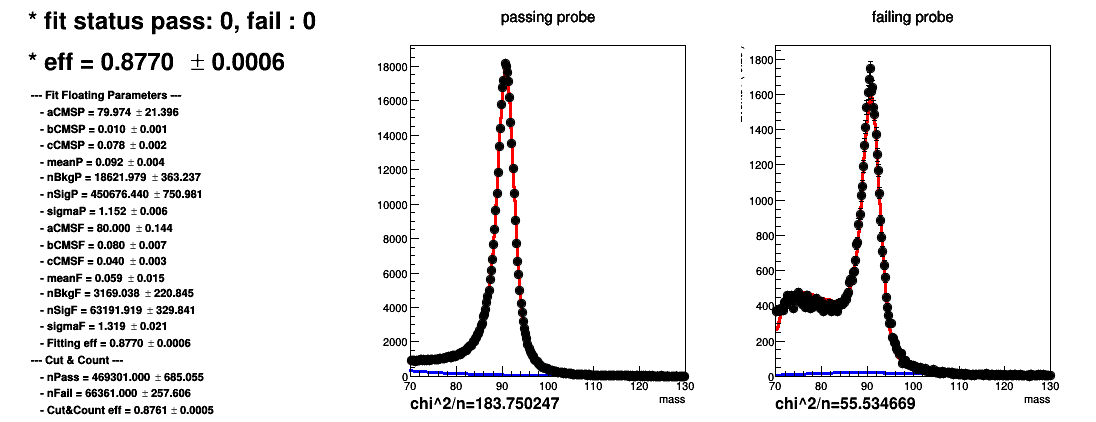 * fit status pass: 0, fail : 0
* eff = 0.8770 ± 0.0006
--- Fit Floating Parameters ---
- aCMSP = 79.974 ± 21.396
- bCMSP = 0.010 ± 0.001
- cCMSP = 0.078 ± 0.002
- meanP = 0.092 ± 0.004
- nBkgP = 18621.979 ± 363.237
- nSigP = 450676.440 ± 750.981
- sigmaP = 1.152 ± 0.006
- aCMSF = 80.000 ± 0.144
- bCMSF = 0.080 ± 0.007
- cCMSF = 0.040 ± 0.003
- meanF = 0.059 ± 0.015
- nBkgF = 3169.038 ± 220.845
- nSigF = 63191.919 ± 329.841
- sigmaF = 1.319 ± 0.021
- Fitting eff = 0.8770 ± 0.0006
--- Cut & Count ---
- nPass = 469301.000 ± 685.055
- nFail = 66361.000 ± 257.606
- Cut&Count eff = 0.8761 ± 0.0005
passing probe
18000
16000
14000
12000
10000
8000
6000
4000
2000
0
70 80 90 100 110 120 130
mass
chi^2/n=183.750247
failing probe
1800
1600
1400
1200
1000
800
600
400
200
0
70 80 90 100 110 120 130
mass
chi^2/n=55.534669